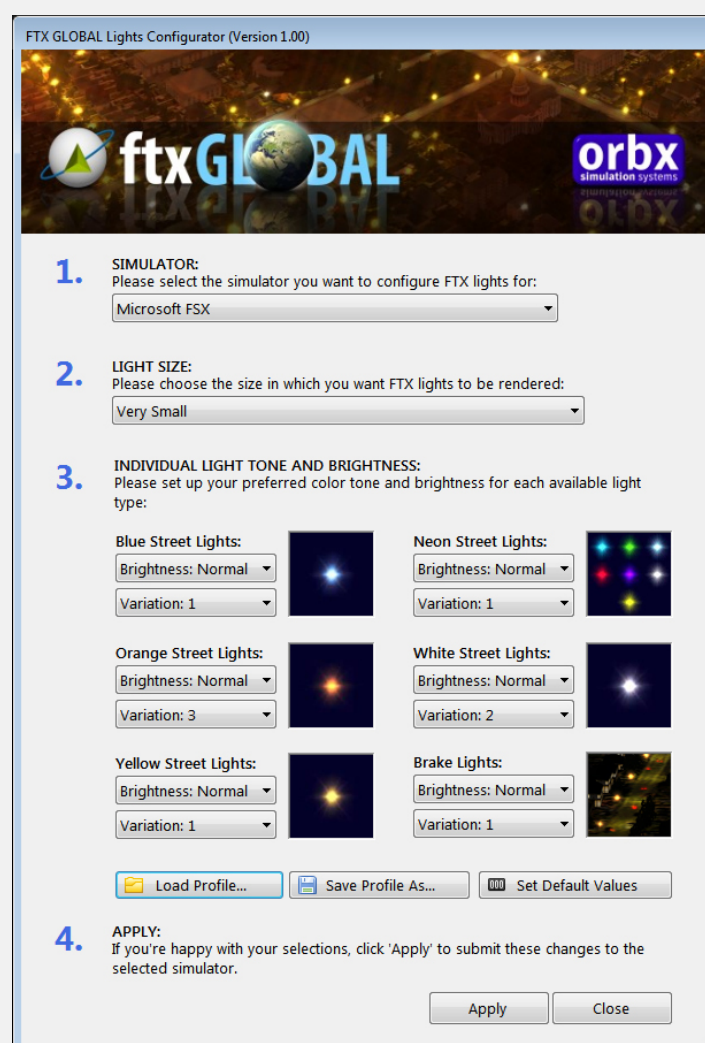 FTX GLOBAL Lights Configurator (Version 1.00)
ftxGLOBAL
orbx
simulation systems
1.
SIMULATOR:
Please select the simulator you want to configure FTX lights for:
Microsoft FSX
2.
LIGHT SIZE:
Please choose the size in which you want FTX lights to be rendered:
Very Small
3.
INDIVIDUAL LIGHT TONE AND BRIGHTNESS:
Please set up your preferred color tone and brightness for each available light
type:
Blue Street Lights:
Brightness: Normal
Variation: 1
Neon Street Lights:
Brightness: Normal
Variation: 1
Orange Street Lights:
Brightness: Normal
Variation: 3
White Street Lights:
Brightness: Normal
Variation: 2
Yellow Street Lights:
Brightness: Normal
Variation: 1
Brake Lights:
Brightness: Normal
Variation: 1
Load Profile...
Save Profile As...
Set Default Values
4.
APPLY:
If you're happy with your selections, click 'Apply' to submit these changes to the
selected simulator.
Apply
Close